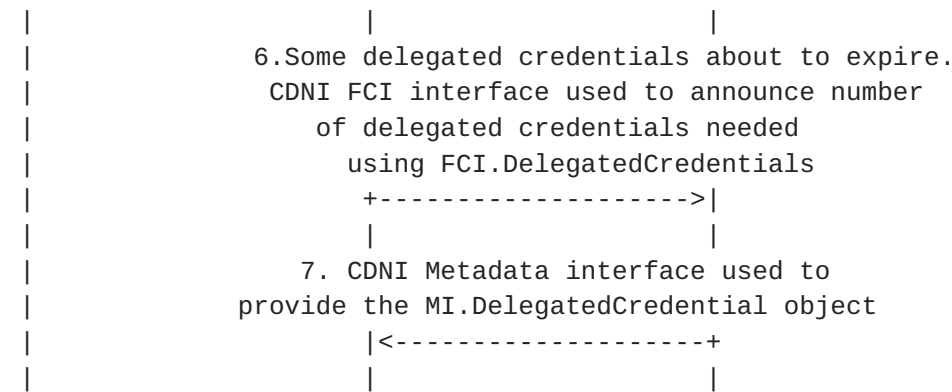 |                     |                     |
|              6.Some delegated credentials about to expire.
|               CDNI FCI interface used to announce number
|                  of delegated credentials needed
|                    using FCI.DelegatedCredentials
|                     +-------------------->|
|                     |                     |
|                 7. CDNI Metadata interface used to
|             provide the MI.DelegatedCredential object
|                     |<--------------------+
|                     |                     |